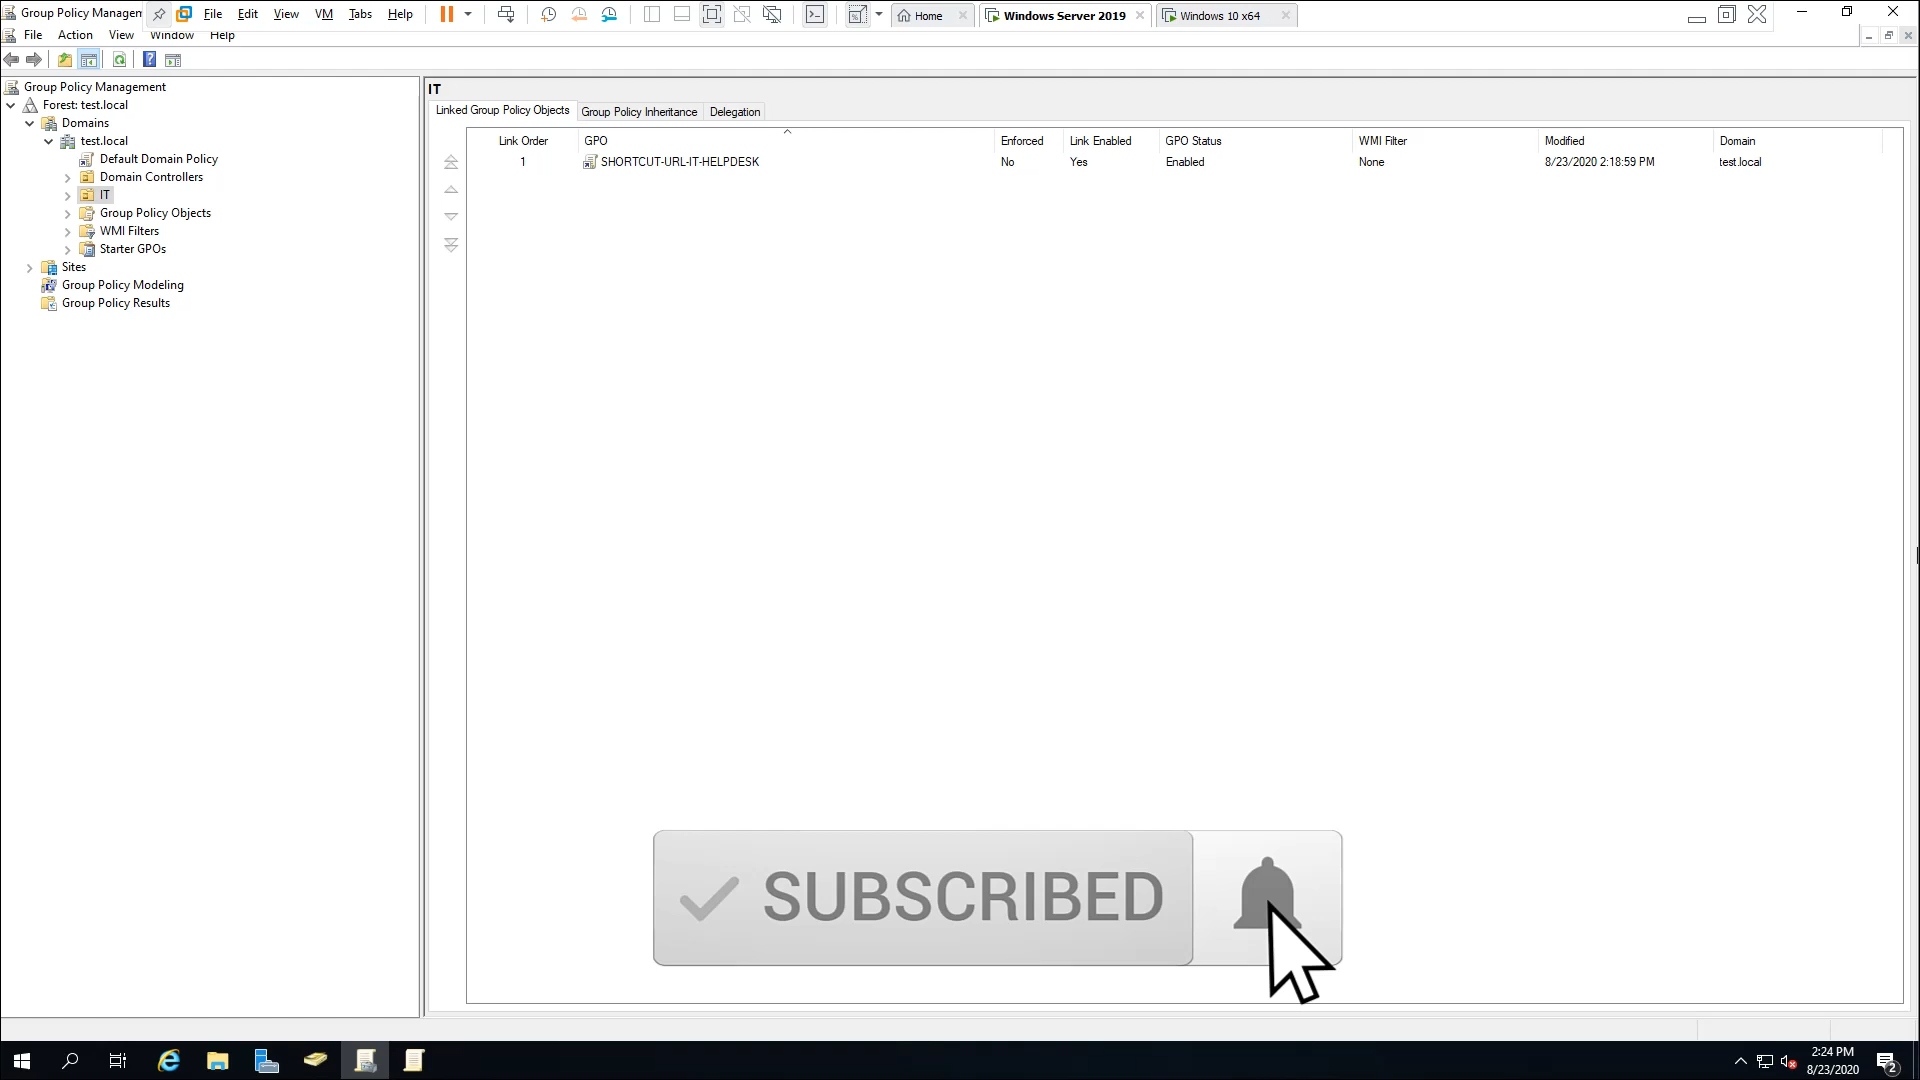 Group Policy Managem
File Edit View VM Tabs Help
Home
Windows Server 2019
Windows 10 x64
File Action View Window Help
Group Policy Management
Forest: test.local
Domains
test.local
Default Domain Policy
Domain Controllers
IT
Group Policy Objects
WMI Filters
Starter GPOs
Sites
Group Policy Modeling
Group Policy Results
IT
Linked Group Policy Objects Group Policy Inheritance Delegation
Link Order GPO Enforced Link Enabled GPO Status WMI Filter Modified Domain
1 SHORTCUT-URL-IT-HELPDESK No Yes Enabled None 8/23/2020 2:18:59 PM test.local
SUBSCRIBED
2:24 PM
8/23/2020
2